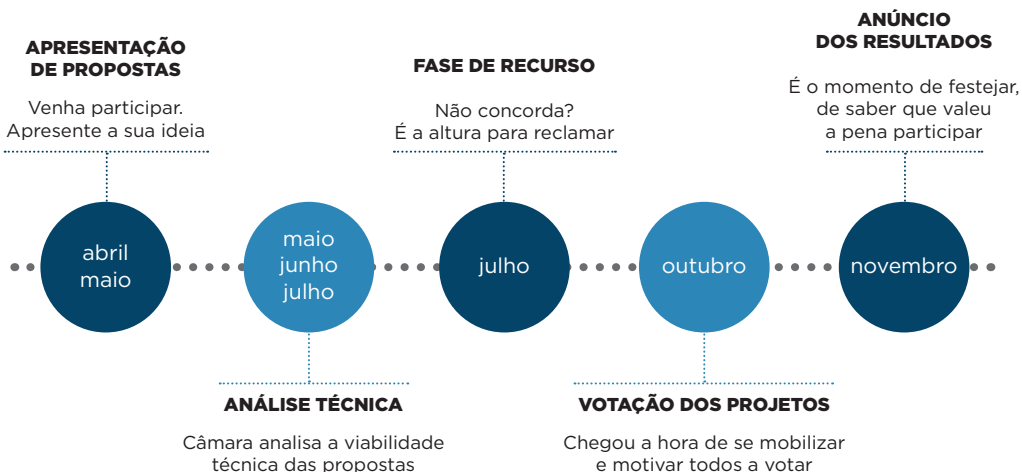 APRESENTAÇÃO
DE PROPOSTAS
Venha participar.
Apresente a sua ideia
abril
maio
maio
junho
julho
ANÁLISE TÉCNICA
Câmara analisa a viabilidade
técnica das propostas
FASE DE RECURSO
Não concorda?
É a altura para reclamar
julho
outubro
VOTAÇÃO DOS PROJETOS
Chegou a hora de se mobilizar
e motivar todos a votar
ANÚNCIO
DOS RESULTADOS
É o momento de festejar,
de saber que valeu
a pena participar
novembro